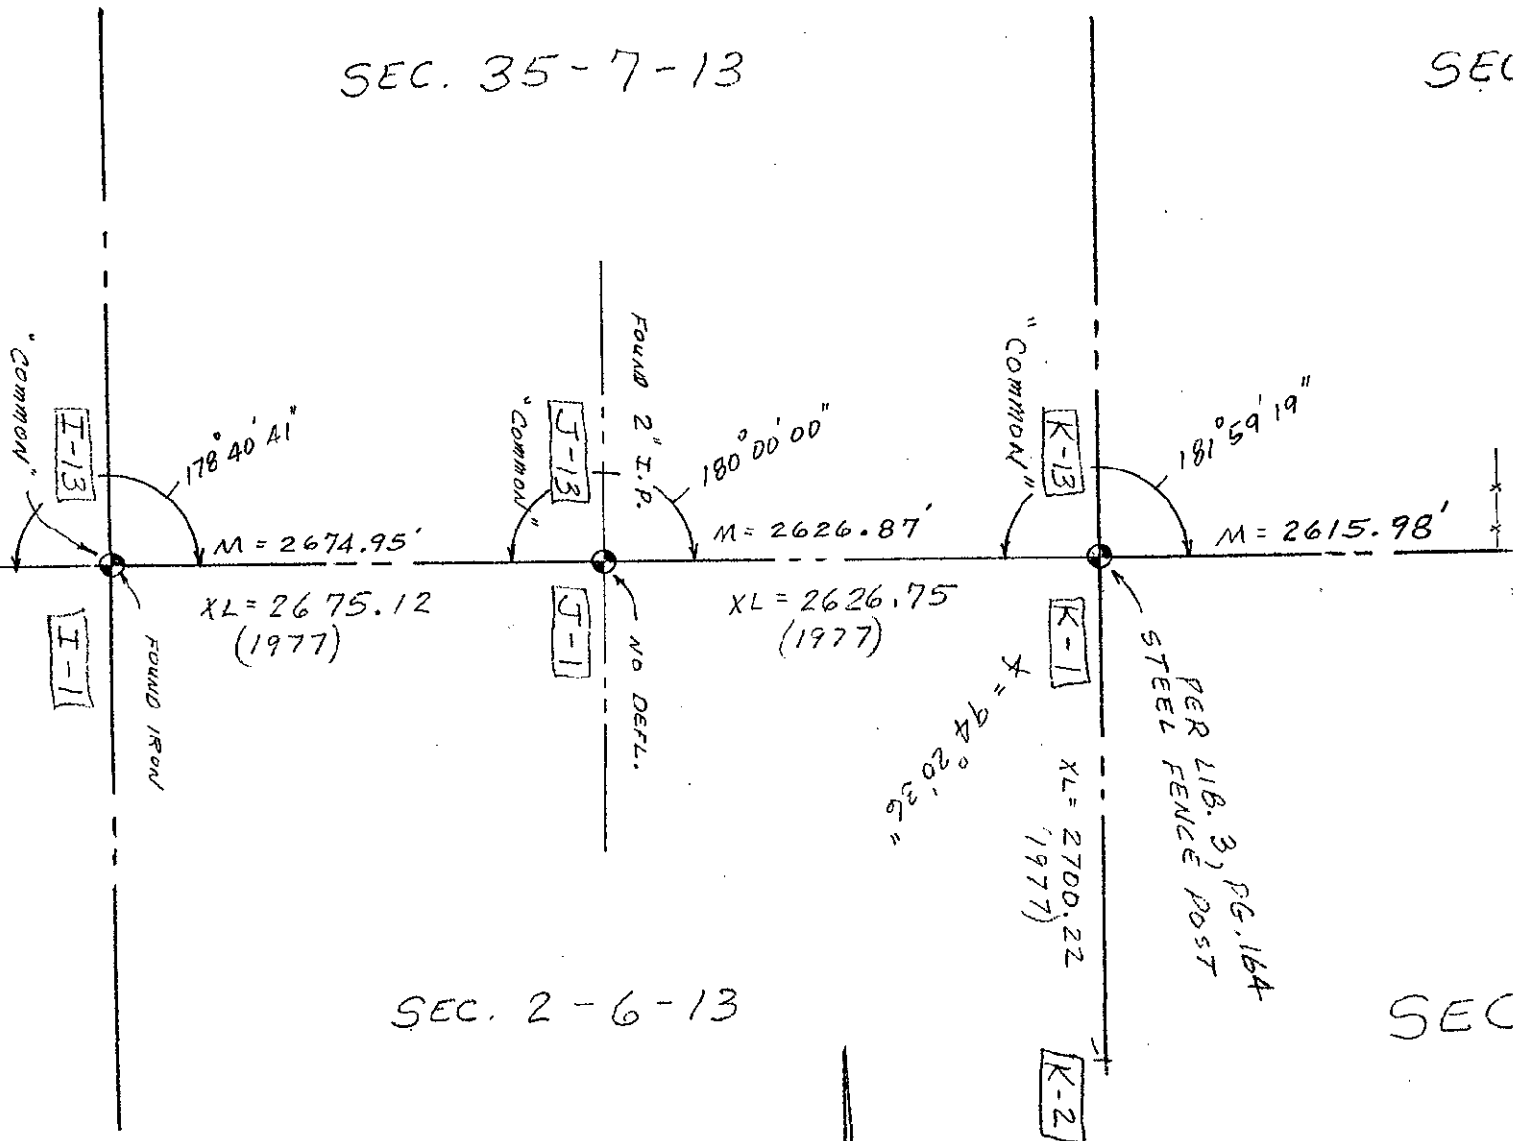 SEC. 35-7-13
SEC
"COMMON"
I-13
178°40'41"
M = 2674.95'
XL = 2675.12
(1977)
I-1
FOUND IRON
FOUND 2" I.P.
"COMMON"
J-13
180°00'00"
M = 2626.87'
XL = 2626.75
(1977)
J-1
NO DEFL.
"COMMON"
K-13
181°59'19"
M = 2615.98'
K-1
= 94°20'36"
XL = 2700.22
1977)
PER LIB. 3, PG. 164
STEEL FENCE POST
SEC. 2-6-13
SEC
K-2